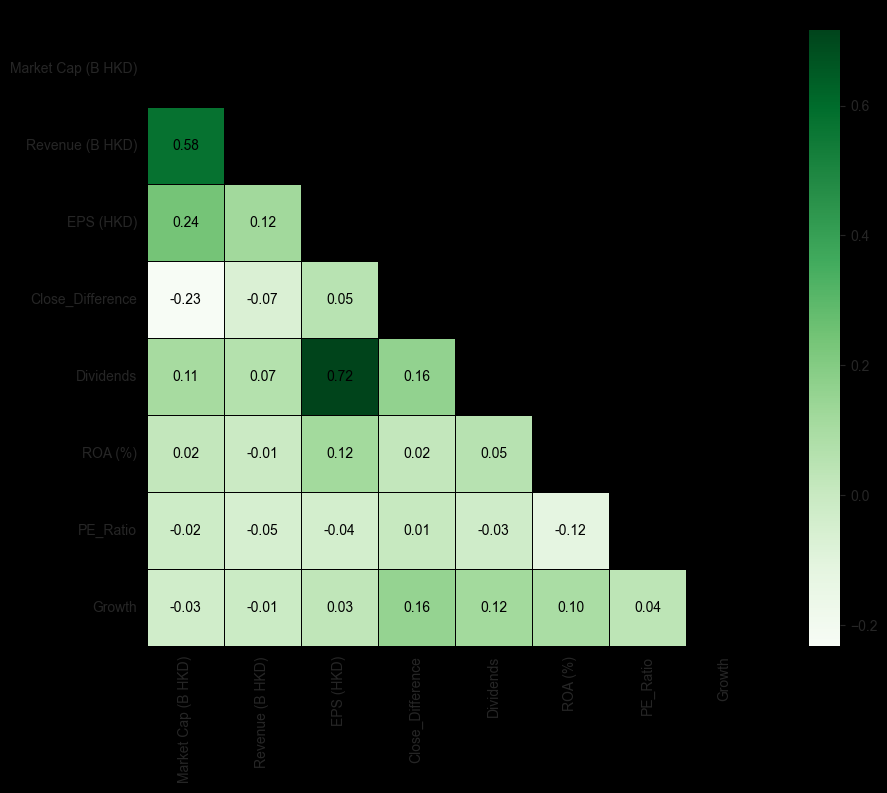 Market Cap (B HKD)
0.6
Revenue (B HKD) 0.58
EPS (HKD) 0.24 0.12
0.4
Close_Difference -0.23 -0.07 0.05
0.2
Dividends 0.11 0.07 0.72 0.16
ROA (%) 0.02 -0.01 0.12 0.02 0.05
0.0
PE_Ratio -0.02 -0.05 -0.04 0.01 -0.03 -0.12
Growth -0.03 -0.01 0.03 0.16 0.12 0.10 0.04
−0.2
Market Cap (B HKD)
Revenue (B HKD)
EPS (HKD)
Close_Difference
Dividends
ROA (%)
PE_Ratio
Growth